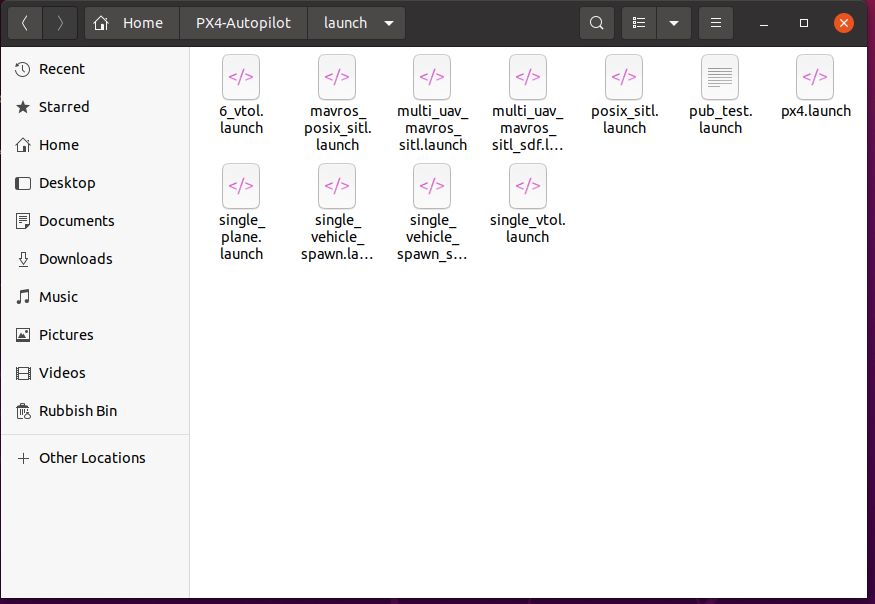 Home PX4-Autopilot launch
Recent
Starred
Home
Desktop
Documents
Downloads
Music
Pictures
Videos
Rubbish Bin
Other Locations
</> </> </> </> </> </>
6_vtol. mavros_ multi_uav_ multi_uav_ posix_sitl. pub_test. px4.launch
launch posix_sitl. mavros_ mavros_ launch launch
launch sitl.launch sitl_sdf.l...
</> </> </> </>
single_ single_ single_ single_vtol.
plane. vehicle_ vehicle_ launch
launch spawn.la... spawn_s...